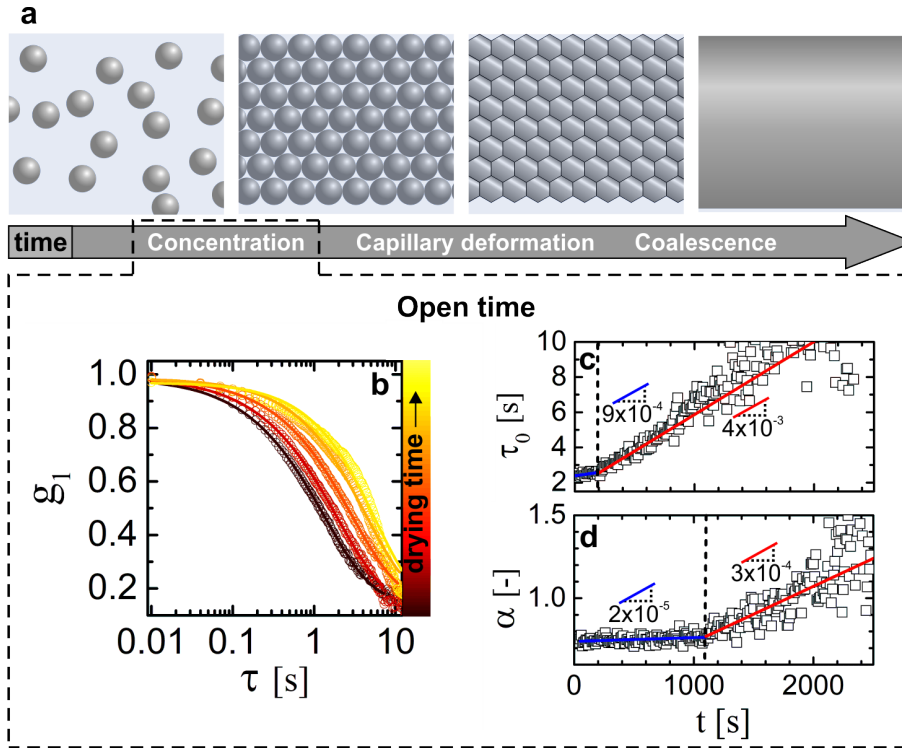 a
time Concentration Capillary deformation Coalescence
Open time
b
g₁
1.0
0.8
0.6
0.4
0.2
0.01 0.1 1 10
τ [s]
drying time
c
τ₀ [s]
10
8
6
4
2
9x10⁻⁴
4x10⁻³
d
α [-]
1.5
1.0
2x10⁻⁵
3x10⁻⁴
0 1000 2000
t [s]